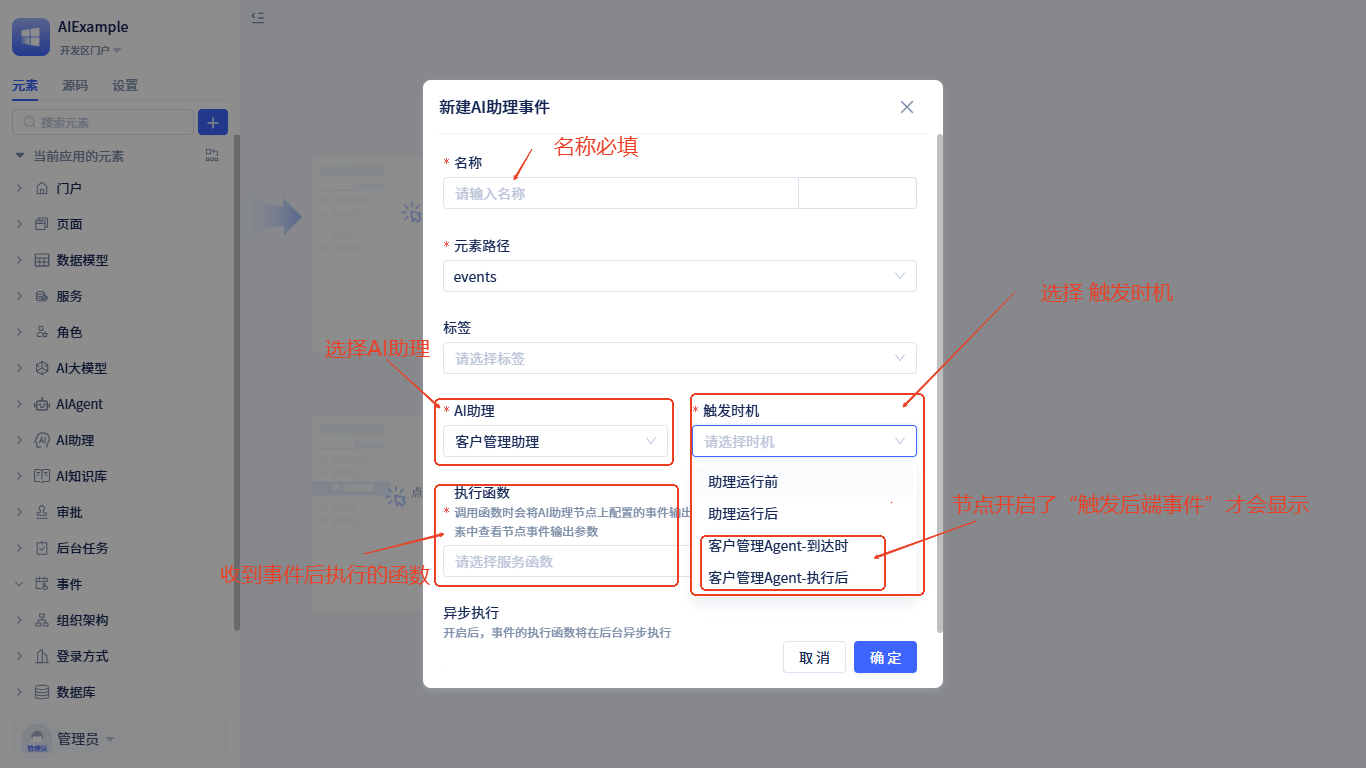 AIExample
开发区门户
元素 源码 设置
搜索元素
当前应用的元素
门户
页面
数据模型
服务
角色
AI大模型
AIAgent
AI助理
AI知识库
审批
后台任务
事件
组织架构
登录方式
数据库
管理员
管理员
点
新建AI助理事件
* 名称
名称必填
请输入名称
* 元素路径
events
选择 触发时机
标签
选择AI助理
请选择标签
* AI助理
客户管理助理
* 触发时机
请选择时机
助理运行前
助理运行后
客户管理Agent-到达时
客户管理Agent-执行后
节点开启了“触发后端事件”才会显示
执行函数
* 调用函数时会将AI助理节点上配置的事件输出
素中查看节点事件输出参数
请选择服务函数
收到事件后执行的函数
异步执行
开启后，事件的执行函数将在后台异步执行
取 消
确 定